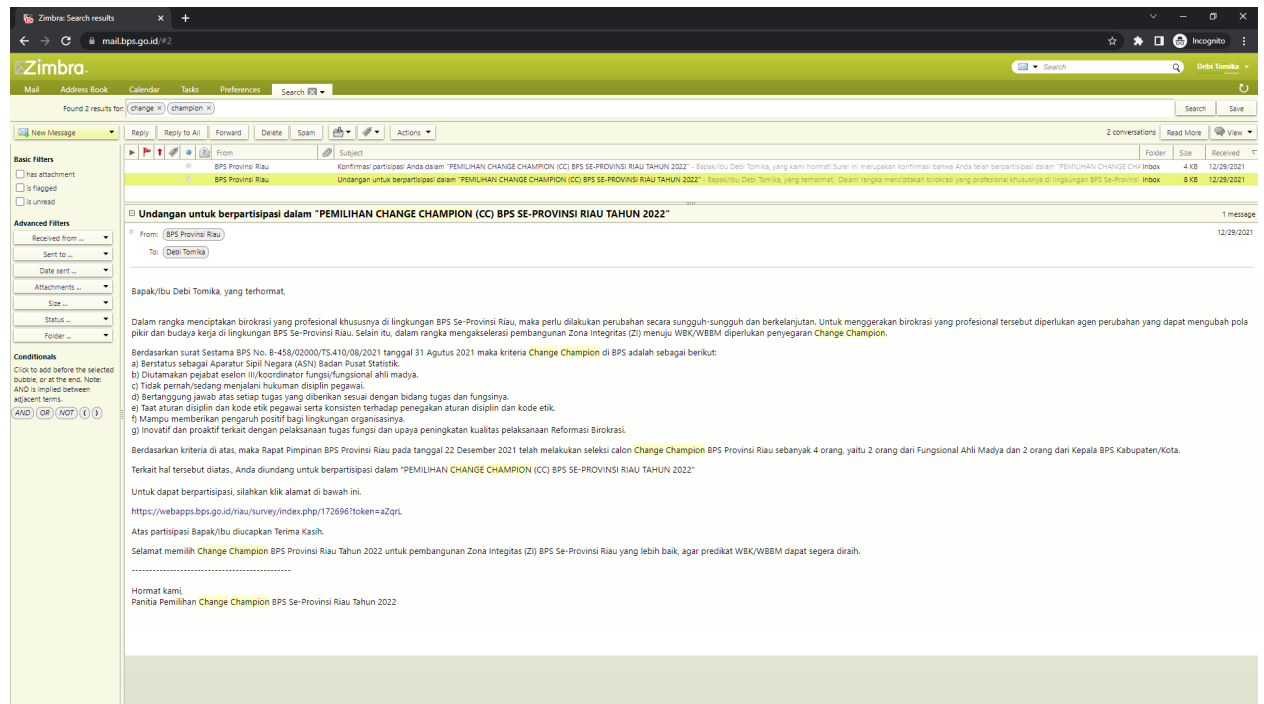 Zimbra: Search results
mail.bps.go.id/#2
Incognito
Zimbra
Search
Debi Tomika
Mail Address Book Calendar Tasks Preferences Search
Found 2 results for: change × champion ×
Search Save
New Message Reply Reply to All Forward Delete Spam Actions 2 conversations Read More View
From Subject Folder Size Received
BPS Provinsi Riau Konfirmasi partisipasi Anda dalam "PEMILIHAN CHANGE CHAMPION (CC) BPS SE-PROVINSI RIAU TAHUN 2022" - Bapak/Ibu Debi Tomika, yang kami hormati,Surel ini merupakan konfirmasi bahwa Anda telah berpartisipasi dalam "PEMILIHAN CHANGE CHA Inbox 4 KB 12/29/2021
BPS Provinsi Riau Undangan untuk berpartisipasi dalam "PEMILIHAN CHANGE CHAMPION (CC) BPS SE-PROVINSI RIAU TAHUN 2022" - Bapak/Ibu Debi Tomika, yang terhormat, Dalam rangka menciptakan birokrasi yang profesional khususnya di lingkungan BPS Se-Provinsi Inbox 8 KB 12/29/2021
Basic Filters
has attachment
is flagged
is unread
Advanced Filters
Received from ...
Sent to ...
Date sent ...
Attachments ...
Size ...
Status ...
Folder ...
Conditionals
Click to add before the selected
bubble, or at the end. Note:
AND is implied between
adjacent terms.
AND OR NOT ( )
Undangan untuk berpartisipasi dalam "PEMILIHAN CHANGE CHAMPION (CC) BPS SE-PROVINSI RIAU TAHUN 2022" 1 message
From: BPS Provinsi Riau 12/29/2021
To: Debi Tomika
Bapak/Ibu Debi Tomika, yang terhormat,
Dalam rangka menciptakan birokrasi yang profesional khususnya di lingkungan BPS Se-Provinsi Riau, maka perlu dilakukan perubahan secara sungguh-sungguh dan berkelanjutan. Untuk menggerakan birokrasi yang profesional tersebut diperlukan agen perubahan yang dapat mengubah pola
pikir dan budaya kerja di lingkungan BPS Se-Provinsi Riau. Selain itu, dalam rangka mengakselerasi pembangunan Zona Integritas (ZI) menuju WBK/WBBM diperlukan penyegaran Change Champion.
Berdasarkan surat Sestama BPS No. B-458/02000/TS.410/08/2021 tanggal 31 Agutus 2021 maka kriteria Change Champion di BPS adalah sebagai berikut:
a) Berstatus sebagai Aparatur Sipil Negara (ASN) Badan Pusat Statistik.
b) Diutamakan pejabat eselon III/koordinator fungsi/fungsional ahli madya.
c) Tidak pernah/sedang menjalani hukuman disiplin pegawai.
d) Bertanggung jawab atas setiap tugas yang diberikan sesuai dengan bidang tugas dan fungsinya.
e) Taat aturan disiplin dan kode etik pegawai serta konsisten terhadap penegakan aturan disiplin dan kode etik.
f) Mampu memberikan pengaruh positif bagi lingkungan organisasinya.
g) Inovatif dan proaktif terkait dengan pelaksanaan tugas fungsi dan upaya peningkatan kualitas pelaksanaan Reformasi Birokrasi.
Berdasarkan kriteria di atas, maka Rapat Pimpinan BPS Provinsi Riau pada tanggal 22 Desember 2021 telah melakukan seleksi calon Change Champion BPS Provinsi Riau sebanyak 4 orang, yaitu 2 orang dari Fungsional Ahli Madya dan 2 orang dari Kepala BPS Kabupaten/Kota.
Terkait hal tersebut diatas., Anda diundang untuk berpartisipasi dalam "PEMILIHAN CHANGE CHAMPION (CC) BPS SE-PROVINSI RIAU TAHUN 2022"
Untuk dapat berpartisipasi, silahkan klik alamat di bawah ini.
https://webapps.bps.go.id/riau/survey/index.php/172696?token=aZqrL
Atas partisipasi Bapak/Ibu diucapkan Terima Kasih.
Selamat memilih Change Champion BPS Provinsi Riau Tahun 2022 untuk pembangunan Zona Integitas (ZI) BPS Se-Provinsi Riau yang lebih baik, agar predikat WBK/WBBM dapat segera diraih.
--------------------------------------------
Hormat kami,
Panitia Pemilihan Change Champion BPS Se-Provinsi Riau Tahun 2022